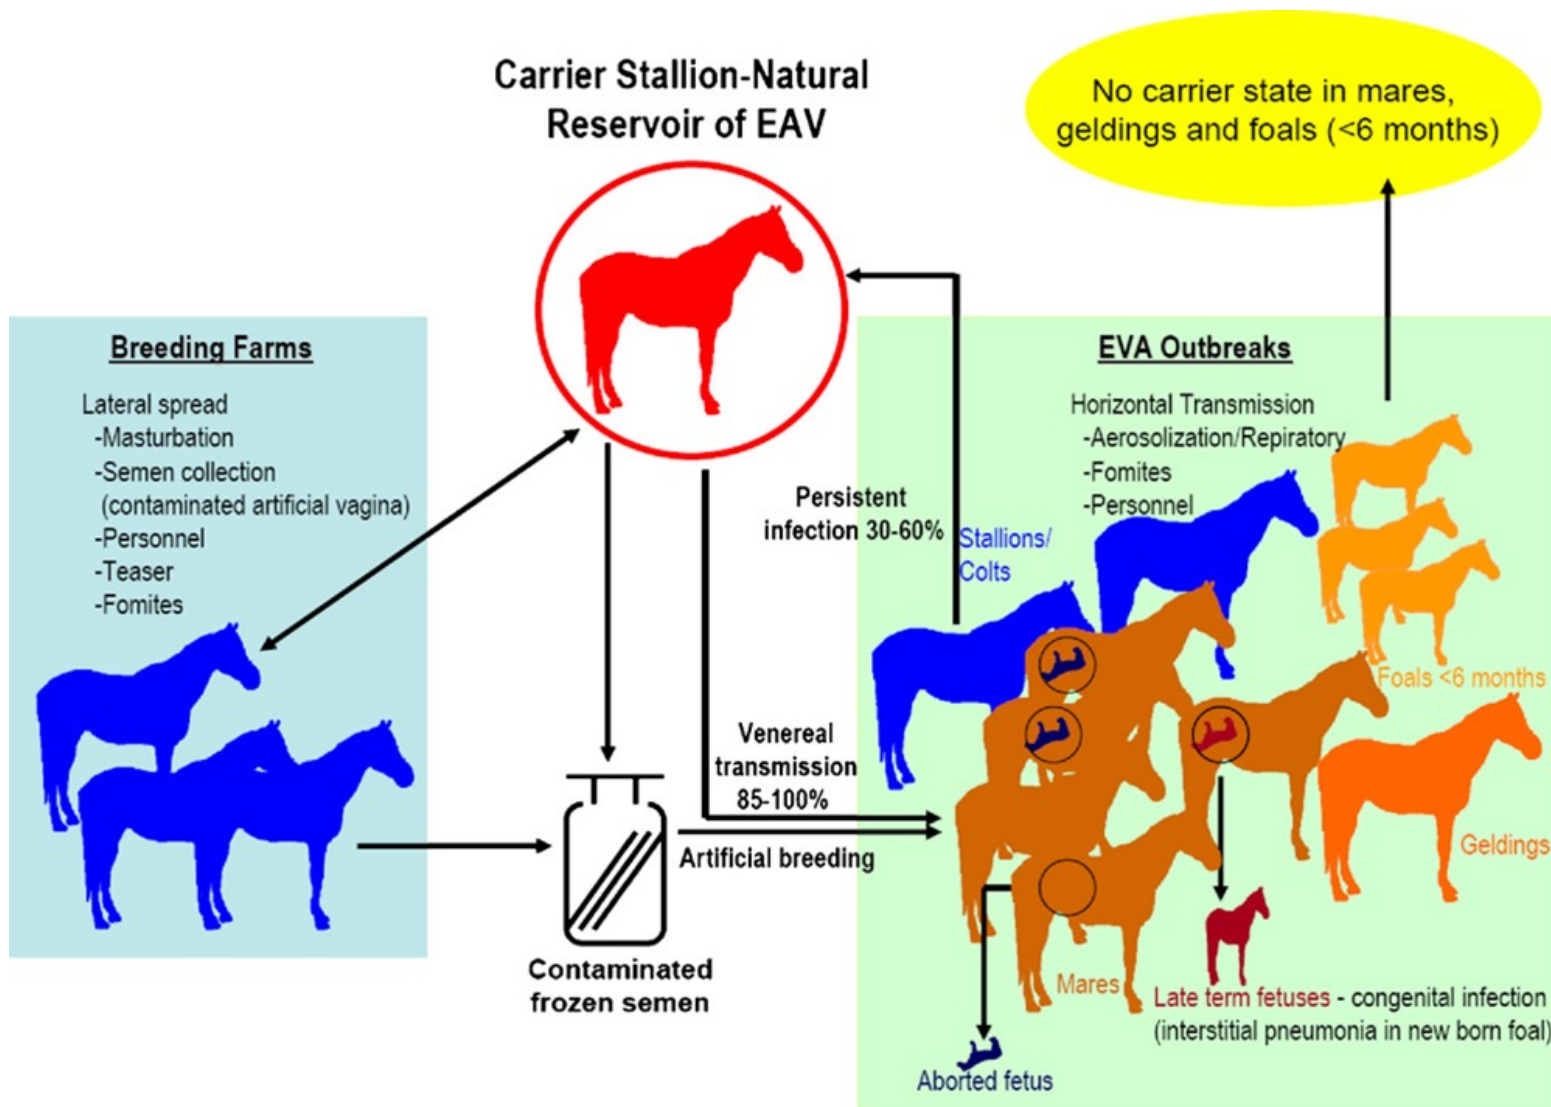 Carrier Stallion-Natural
Reservoir of EAV
No carrier state in mares,
geldings and foals (<6 months)
Breeding Farms
Lateral spread
-Masturbation
-Semen collection
(contaminated artificial vagina)
-Personnel
-Teaser
-Fomites
EVA Outbreaks
Horizontal Transmission
-Aerosolization/Repiratory
-Fomites
-Personnel
Persistent
infection 30-60%
Stallions/
Colts
Foals <6 months
Venereal
transmission
85-100%
Artificial breeding
Geldings
Contaminated
frozen semen
Mares
Late term fetuses - congenital infection
(interstitial pneumonia in new born foal)
Aborted fetus